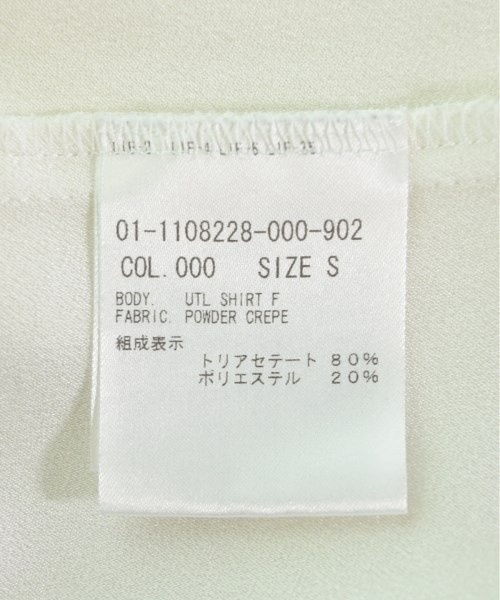 01-1108228-000-902
COL.000 SIZE S
BODY. UTL SHIRT F
FABRIC. POWDER CREPE
組成表示
トリアセテート 80%
ポリエステル 20%